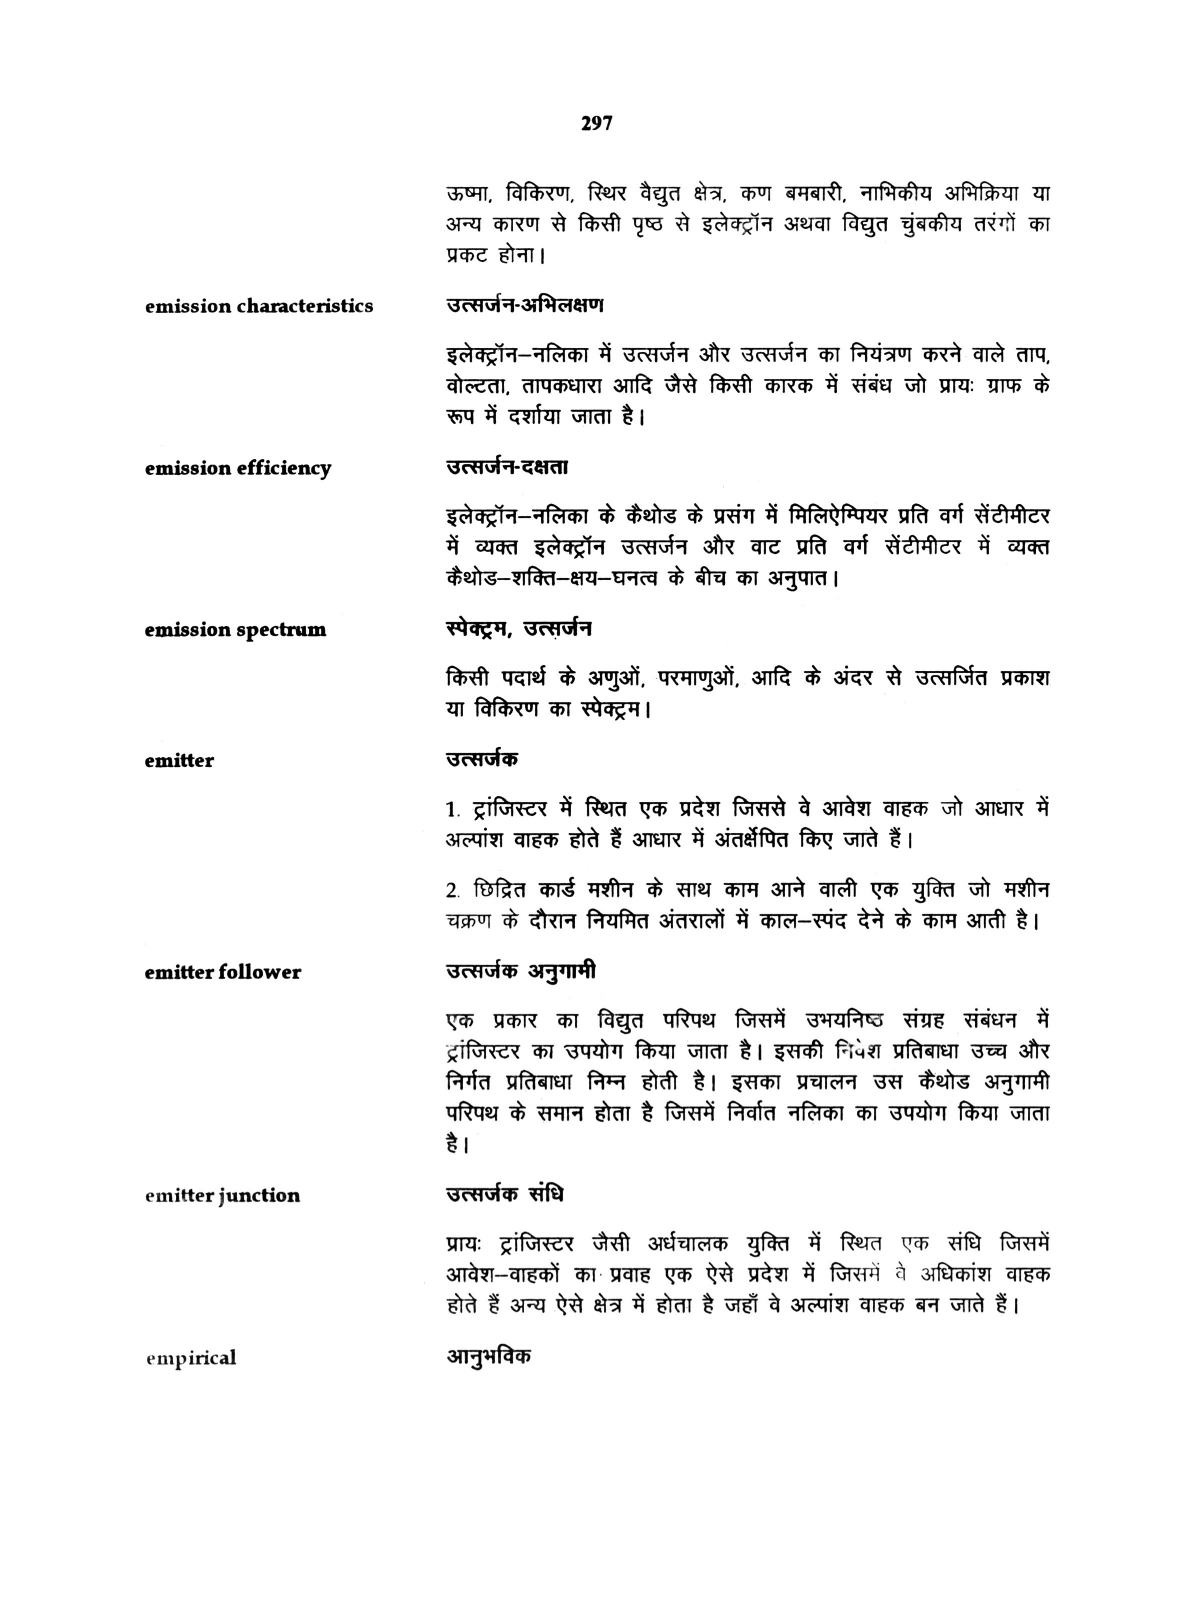 297
ऊष्मा, विकिरण, स्थिर वैद्युत क्षेत्र, कण बमबारी, नाभिकीय अभिक्रिया या
अन्य कारण से किसी पृष्ठ से इलेक्ट्रॉन अथवा विद्युत चुंबकीय तरंगों का
प्रकट होना।
emission characteristics उत्सर्जन-अभिलक्षण
इलेक्ट्रॉन–नलिका में उत्सर्जन और उत्सर्जन का नियंत्रण करने वाले ताप,
वोल्टता, तापकधारा आदि जैसे किसी कारक में संबंध जो प्रायः ग्राफ के
रूप में दर्शाया जाता है।
emission efficiency उत्सर्जन-दक्षता
इलेक्ट्रॉन–नलिका के कैथोड के प्रसंग में मिलिऐम्पियर प्रति वर्ग सेंटीमीटर
में व्यक्त इलेक्ट्रॉन उत्सर्जन और वाट प्रति वर्ग सेंटीमीटर में व्यक्त
कैथोड–शक्ति–क्षय–घनत्व के बीच का अनुपात।
emission spectrum स्पेक्ट्रम, उत्सर्जन
किसी पदार्थ के अणुओं, परमाणुओं, आदि के अंदर से उत्सर्जित प्रकाश
या विकिरण का स्पेक्ट्रम।
emitter उत्सर्जक
1. ट्रांजिस्टर में स्थित एक प्रदेश जिससे वे आवेश वाहक जो आधार में
अल्पांश वाहक होते हैं आधार में अंतर्क्षेपित किए जाते हैं।
2. छिद्रित कार्ड मशीन के साथ काम आने वाली एक युक्ति जो मशीन
चक्रण के दौरान नियमित अंतरालों में काल–स्पंद देने के काम आती है।
emitter follower उत्सर्जक अनुगामी
एक प्रकार का विद्युत परिपथ जिसमें उभयनिष्ठ संग्रह संबंधन में
ट्रांजिस्टर का उपयोग किया जाता है। इसकी निवेश प्रतिबाधा उच्च और
निर्गत प्रतिबाधा निम्न होती है। इसका प्रचालन उस कैथोड अनुगामी
परिपथ के समान होता है जिसमें निर्वात नलिका का उपयोग किया जाता
है।
emitter junction उत्सर्जक संधि
प्रायः ट्रांजिस्टर जैसी अर्धचालक युक्ति में स्थित एक संधि जिसमें
आवेश–वाहकों का प्रवाह एक ऐसे प्रदेश में जिसमें वे अधिकांश वाहक
होते हैं अन्य ऐसे क्षेत्र में होता है जहाँ वे अल्पांश वाहक बन जाते हैं।
empirical आनुभविक